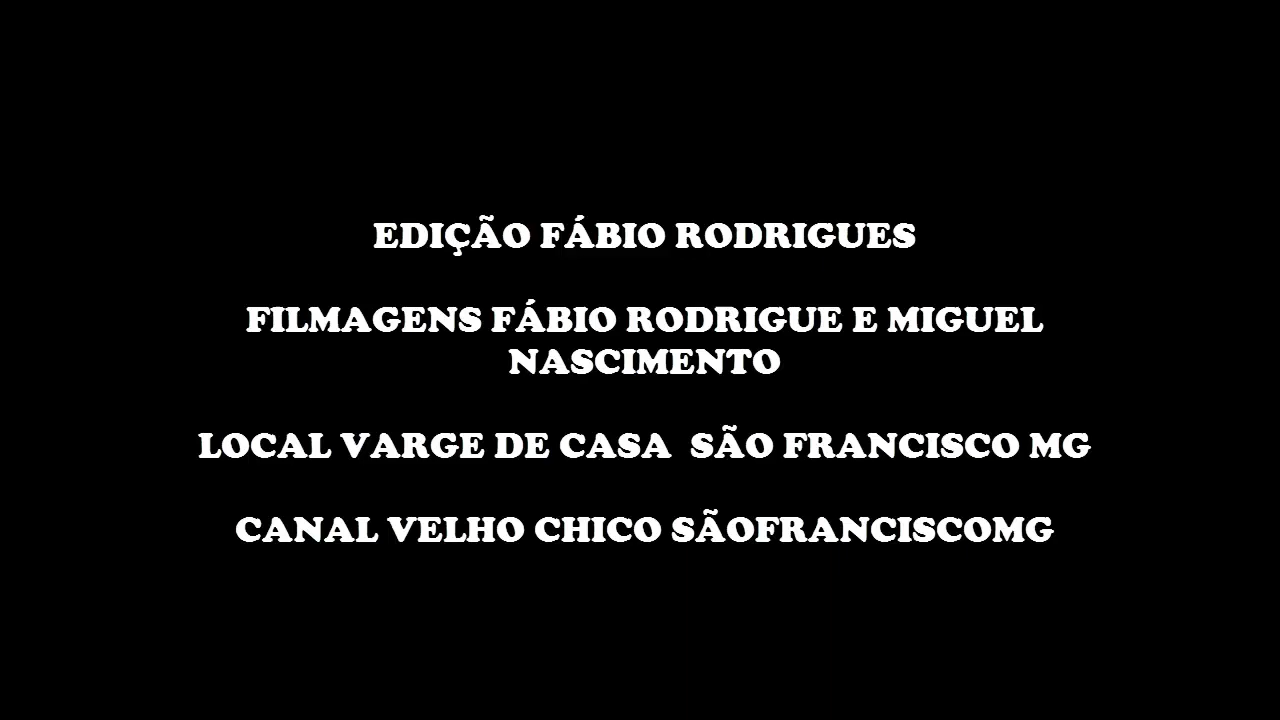 EDIÇÃO FÁBIO RODRIGUES
FILMAGENS FÁBIO RODRIGUE E MIGUEL
NASCIMENTO
LOCAL VARGE DE CASA  SÃO FRANCISCO MG
CANAL VELHO CHICO SÃOFRANCISCOMG